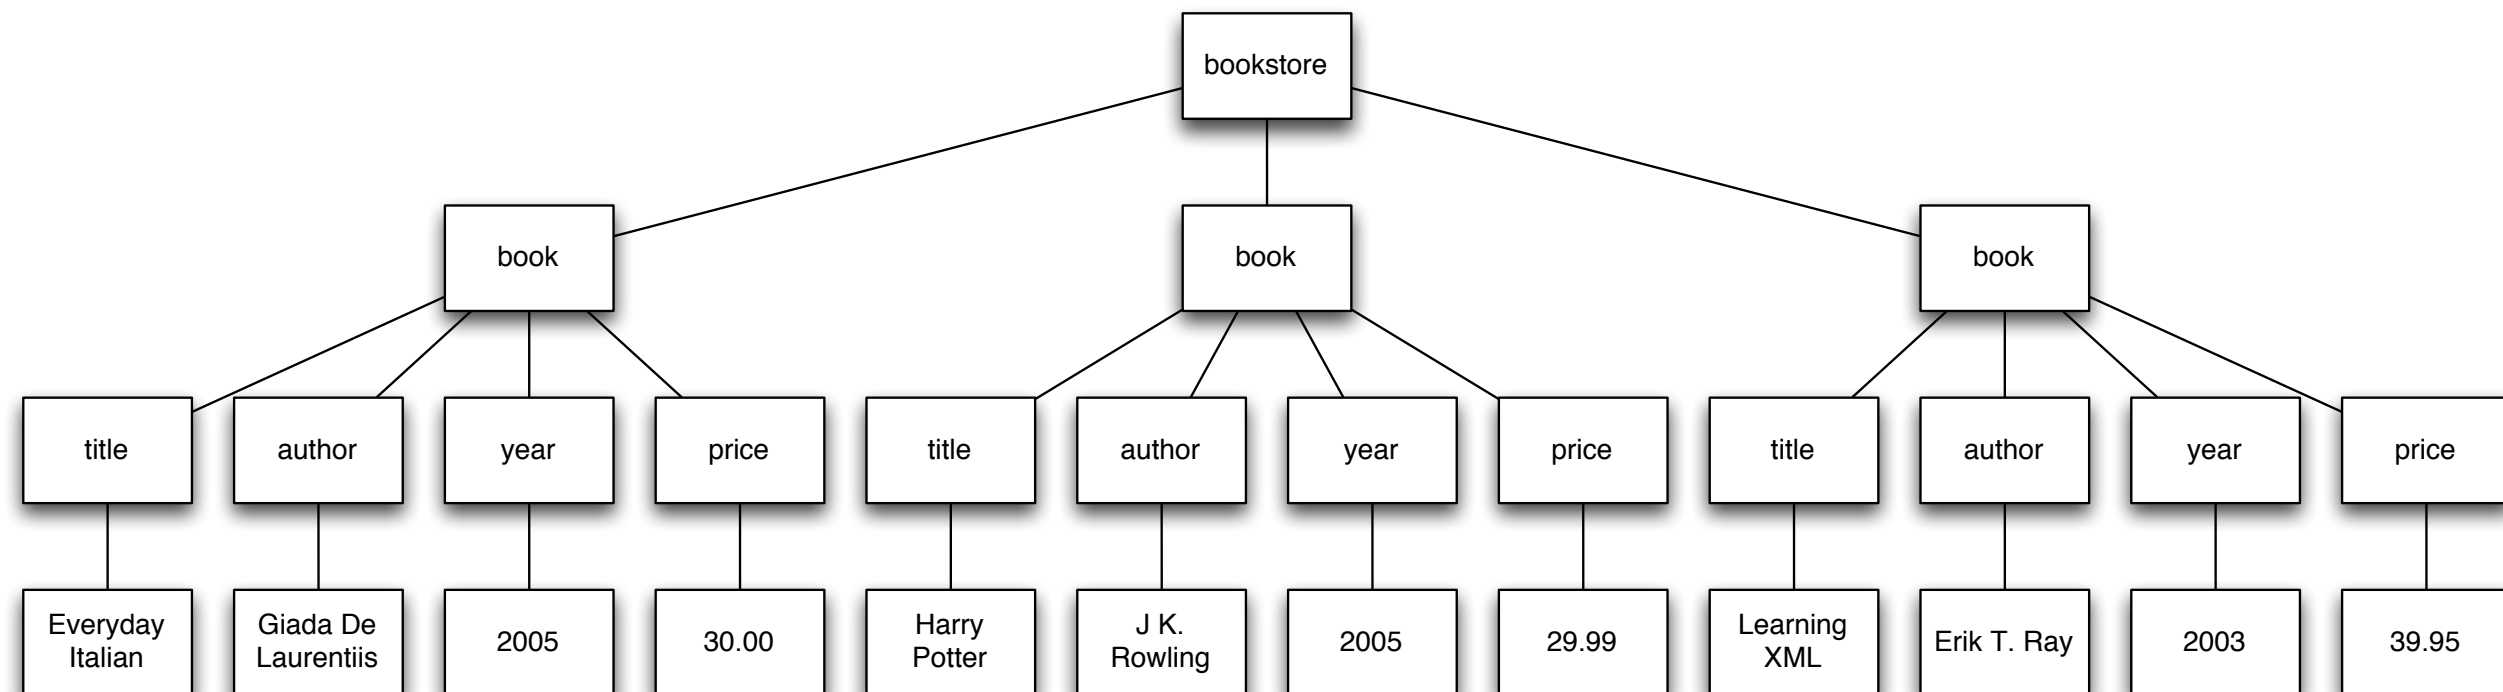 bookstore
book
book
book
title
author
year
price
title
author
year
price
title
author
year
price
Everyday
Italian
Giada De
Laurentiis
2005
30.00
Harry
Potter
J K.
Rowling
2005
29.99
Learning
XML
Erik T. Ray
2003
39.95